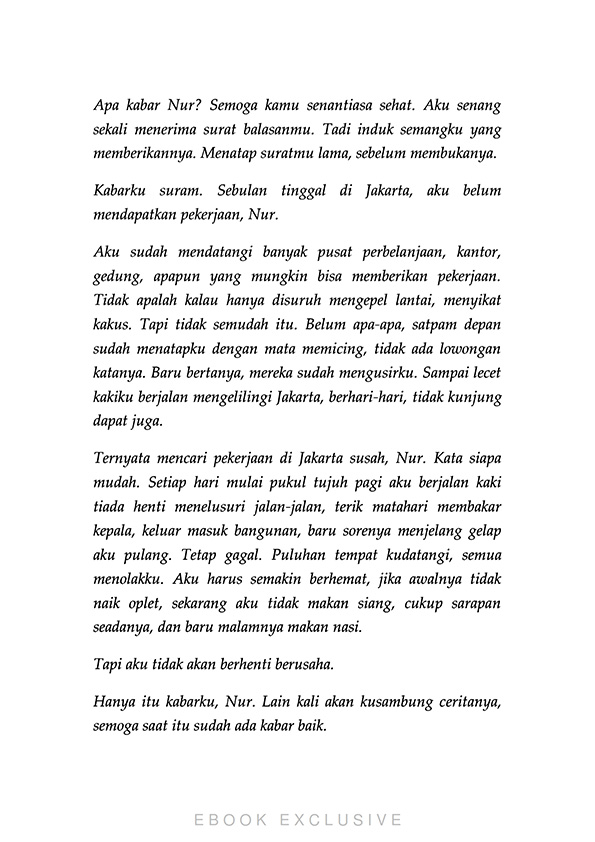 Apa kabar Nur? Semoga kamu senantiasa sehat. Aku senang
sekali menerima surat balasanmu. Tadi induk semangku yang
memberikannya. Menatap suratmu lama, sebelum membukanya.
Kabarku suram. Sebulan tinggal di Jakarta, aku belum
mendapatkan pekerjaan, Nur.
Aku sudah mendatangi banyak pusat perbelanjaan, kantor,
gedung, apapun yang mungkin bisa memberikan pekerjaan.
Tidak apalah kalau hanya disuruh mengepel lantai, menyikat
kakus. Tapi tidak semudah itu. Belum apa-apa, satpam depan
sudah menatapku dengan mata memicing, tidak ada lowongan
katanya. Baru bertanya, mereka sudah mengusirku. Sampai lecet
kakiku berjalan mengelilingi Jakarta, berhari-hari, tidak kunjung
dapat juga.
Ternyata mencari pekerjaan di Jakarta susah, Nur. Kata siapa
mudah. Setiap hari mulai pukul tujuh pagi aku berjalan kaki
tiada henti menelusuri jalan-jalan, terik matahari membakar
kepala, keluar masuk bangunan, baru sorenya menjelang gelap
aku pulang. Tetap gagal. Puluhan tempat kudatangi, semua
menolakku. Aku harus semakin berhemat, jika awalnya tidak
naik oplet, sekarang aku tidak makan siang, cukup sarapan
seadanya, dan baru malamnya makan nasi.
Tapi aku tidak akan berhenti berusaha.
Hanya itu kabarku, Nur. Lain kali akan kusambung ceritanya,
semoga saat itu sudah ada kabar baik.
EBOOK EXCLUSIVE